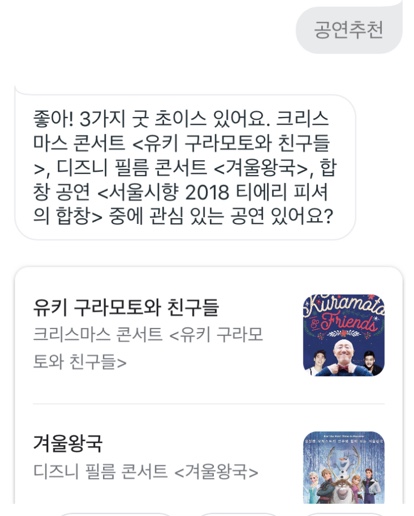 공연추천
좋아! 3가지 굿 초이스 있어요. 크리스
마스 콘서트 <유키 구라모토와 친구들
>, 디즈니 필름 콘서트 <겨울왕국>, 합
창 공연 <서울시향 2018 티에리 피셔
의 합창> 중에 관심 있는 공연 있어요?
유키 구라모토와 친구들
크리스마스 콘서트 <유키 구라모
토와 친구들>
Kuramoto
& Friends
겨울왕국
디즈니 필름 콘서트 <겨울왕국>